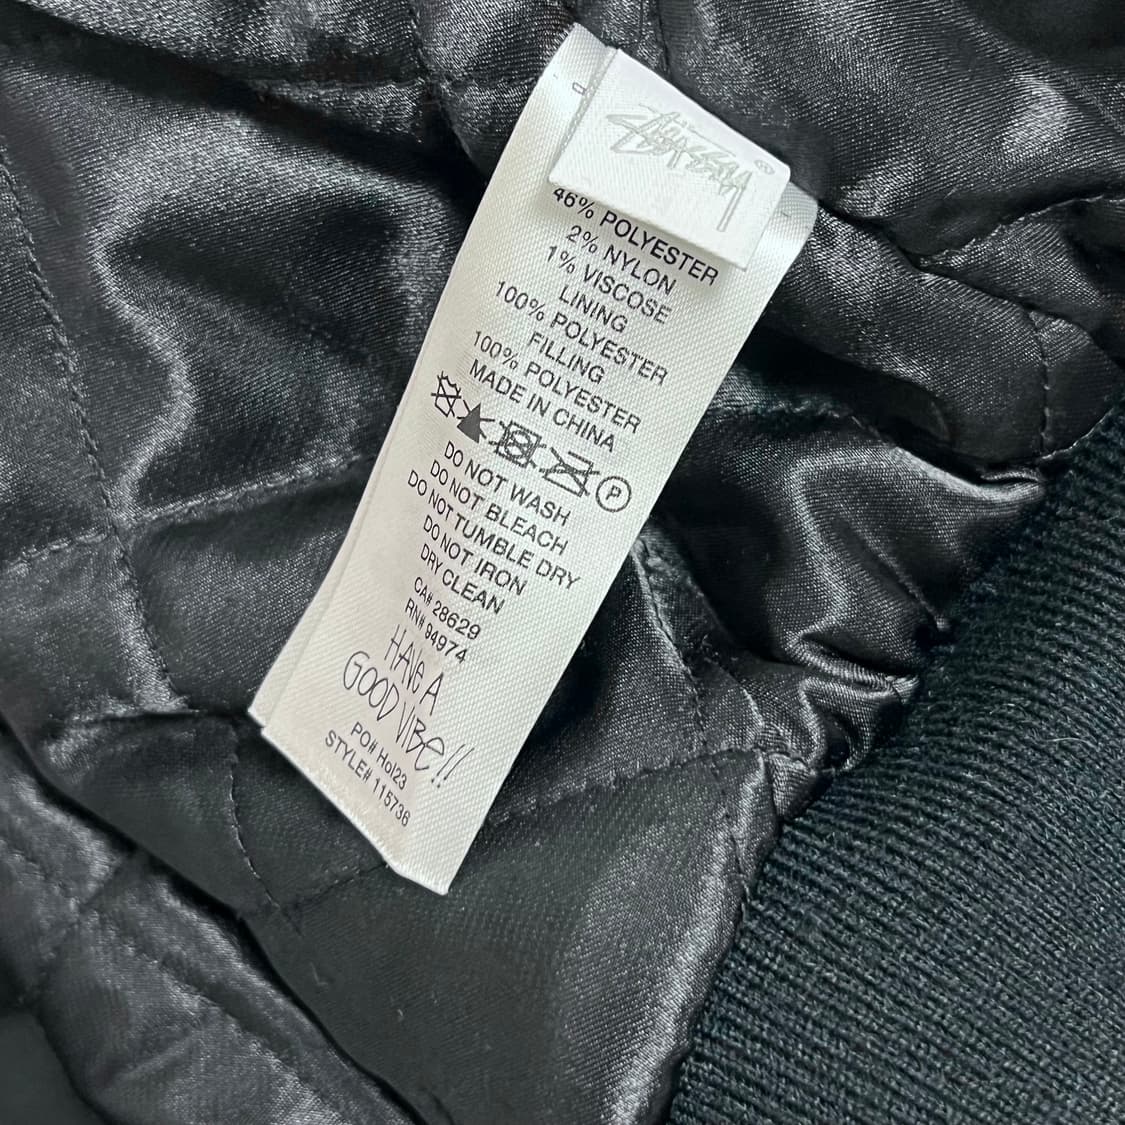 Stüssy
46% POLYESTER
2% NYLON
1% VISCOSE
LINING
100% POLYESTER
FILLING
100% POLYESTER
MADE IN CHINA
P
DO NOT WASH
DO NOT BLEACH
DO NOT TUMBLE DRY
DO NOT IRON
DRY CLEAN
CA# 28629
RN# 94974
HAVE A
GOOD VIBE!!
PO# Hol23
STYLE# 115736